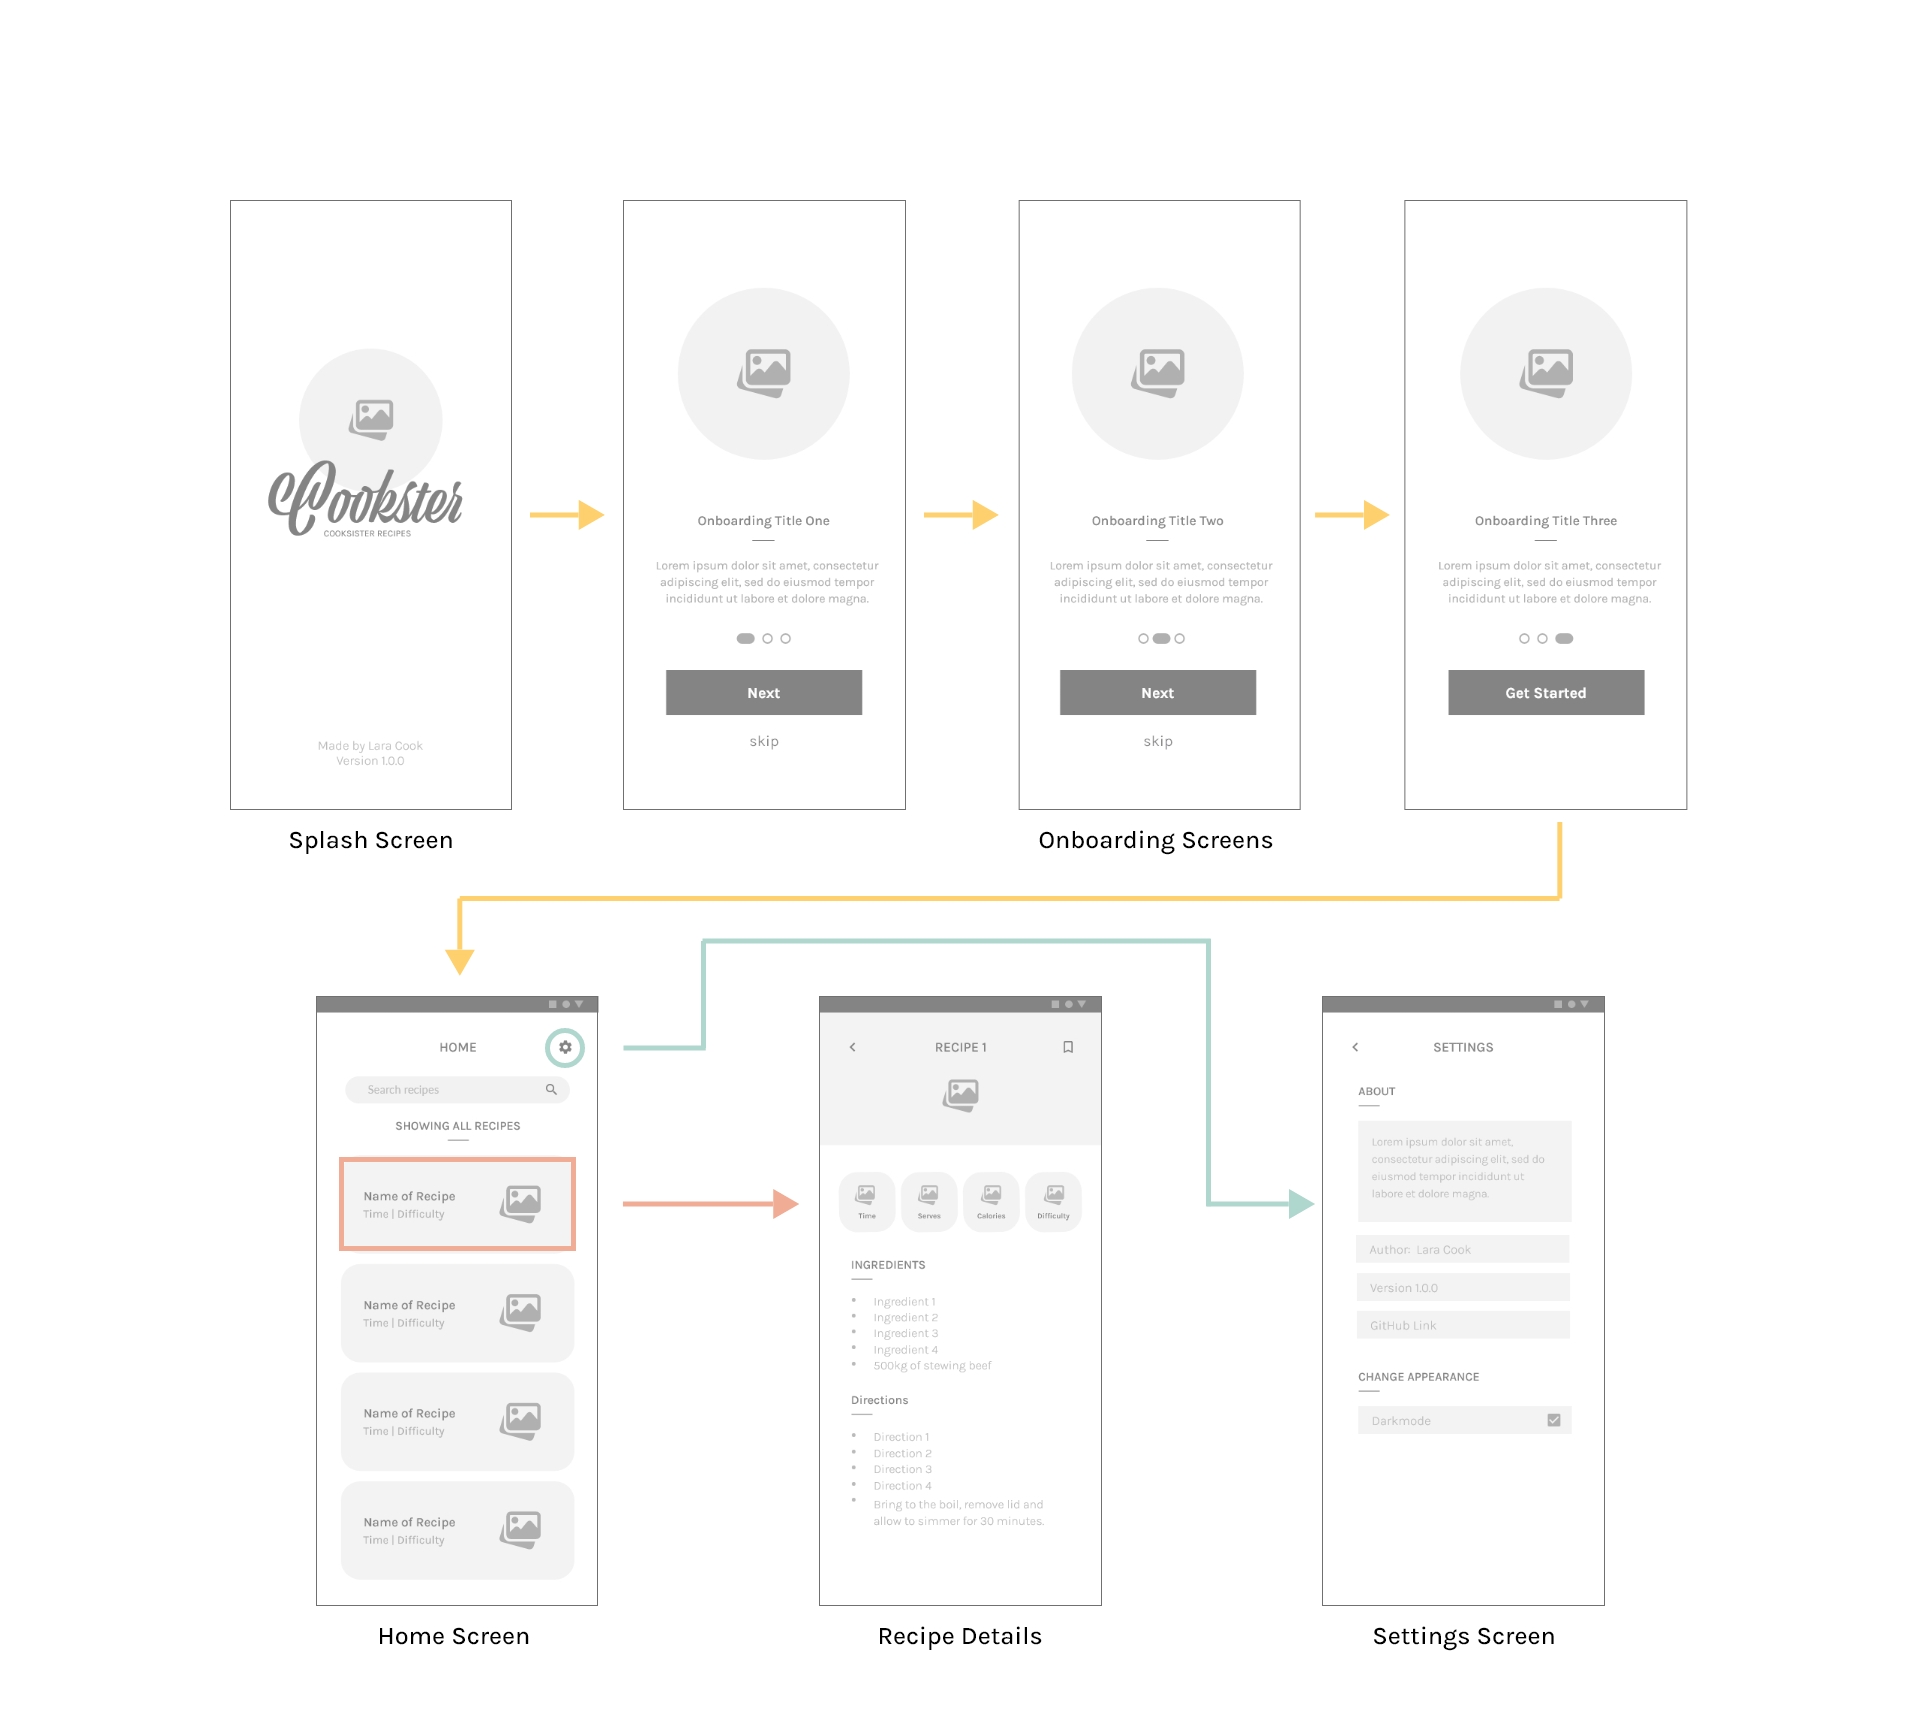 Cookster
COOKSISTER RECIPES
Made by Lara Cook
Version 1.0.0
Splash Screen
Onboarding Title One
Lorem ipsum dolor sit amet, consectetur
adipiscing elit, sed do eiusmod tempor
incididunt ut labore et dolore magna.
Next
skip
Onboarding Title Two
Lorem ipsum dolor sit amet, consectetur
adipiscing elit, sed do eiusmod tempor
incididunt ut labore et dolore magna.
Next
skip
Onboarding Screens
Onboarding Title Three
Lorem ipsum dolor sit amet, consectetur
adipiscing elit, sed do eiusmod tempor
incididunt ut labore et dolore magna.
Get Started
HOME
Search recipes
SHOWING ALL RECIPES
Name of Recipe
Time | Difficulty
Name of Recipe
Time | Difficulty
Name of Recipe
Time | Difficulty
Name of Recipe
Time | Difficulty
Home Screen
RECIPE 1
Time Serves Calories Difficulty
INGREDIENTS
• Ingredient 1
• Ingredient 2
• Ingredient 3
• Ingredient 4
• 500kg of stewing beef
Directions
• Direction 1
• Direction 2
• Direction 3
• Direction 4
• Bring to the boil, remove lid and
allow to simmer for 30 minutes.
Recipe Details
SETTINGS
ABOUT
Lorem ipsum dolor sit amet,
consectetur adipiscing elit, sed do
eiusmod tempor incididunt ut
labore et dolore magna.
Author: Lara Cook
Version 1.0.0
GitHub Link
CHANGE APPEARANCE
Darkmode
Settings Screen